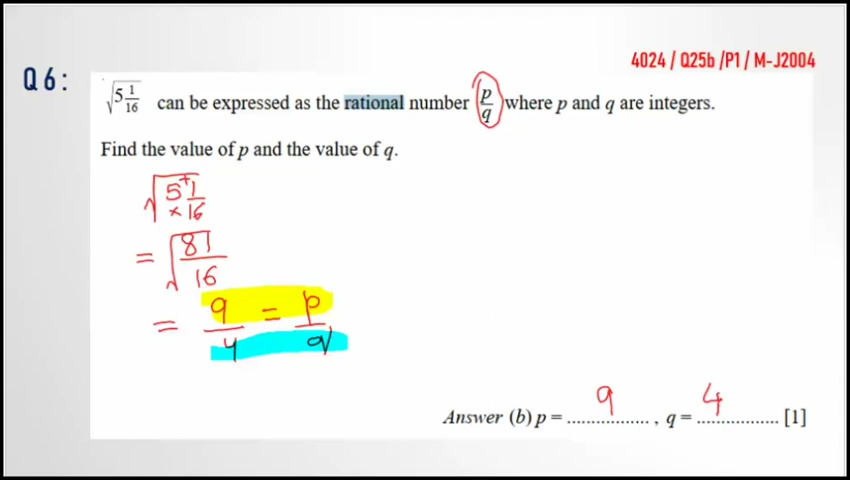 4024 / Q25b /P1 / M-J2004
Q 6 :
√5 1/16 can be expressed as the rational number p/q where p and q are integers.
Find the value of p and the value of q.
√5 + 1/16 ×
= √81/16
= 9/4 = p/q
9 4
Answer (b) p = .................. , q = .................. [1]